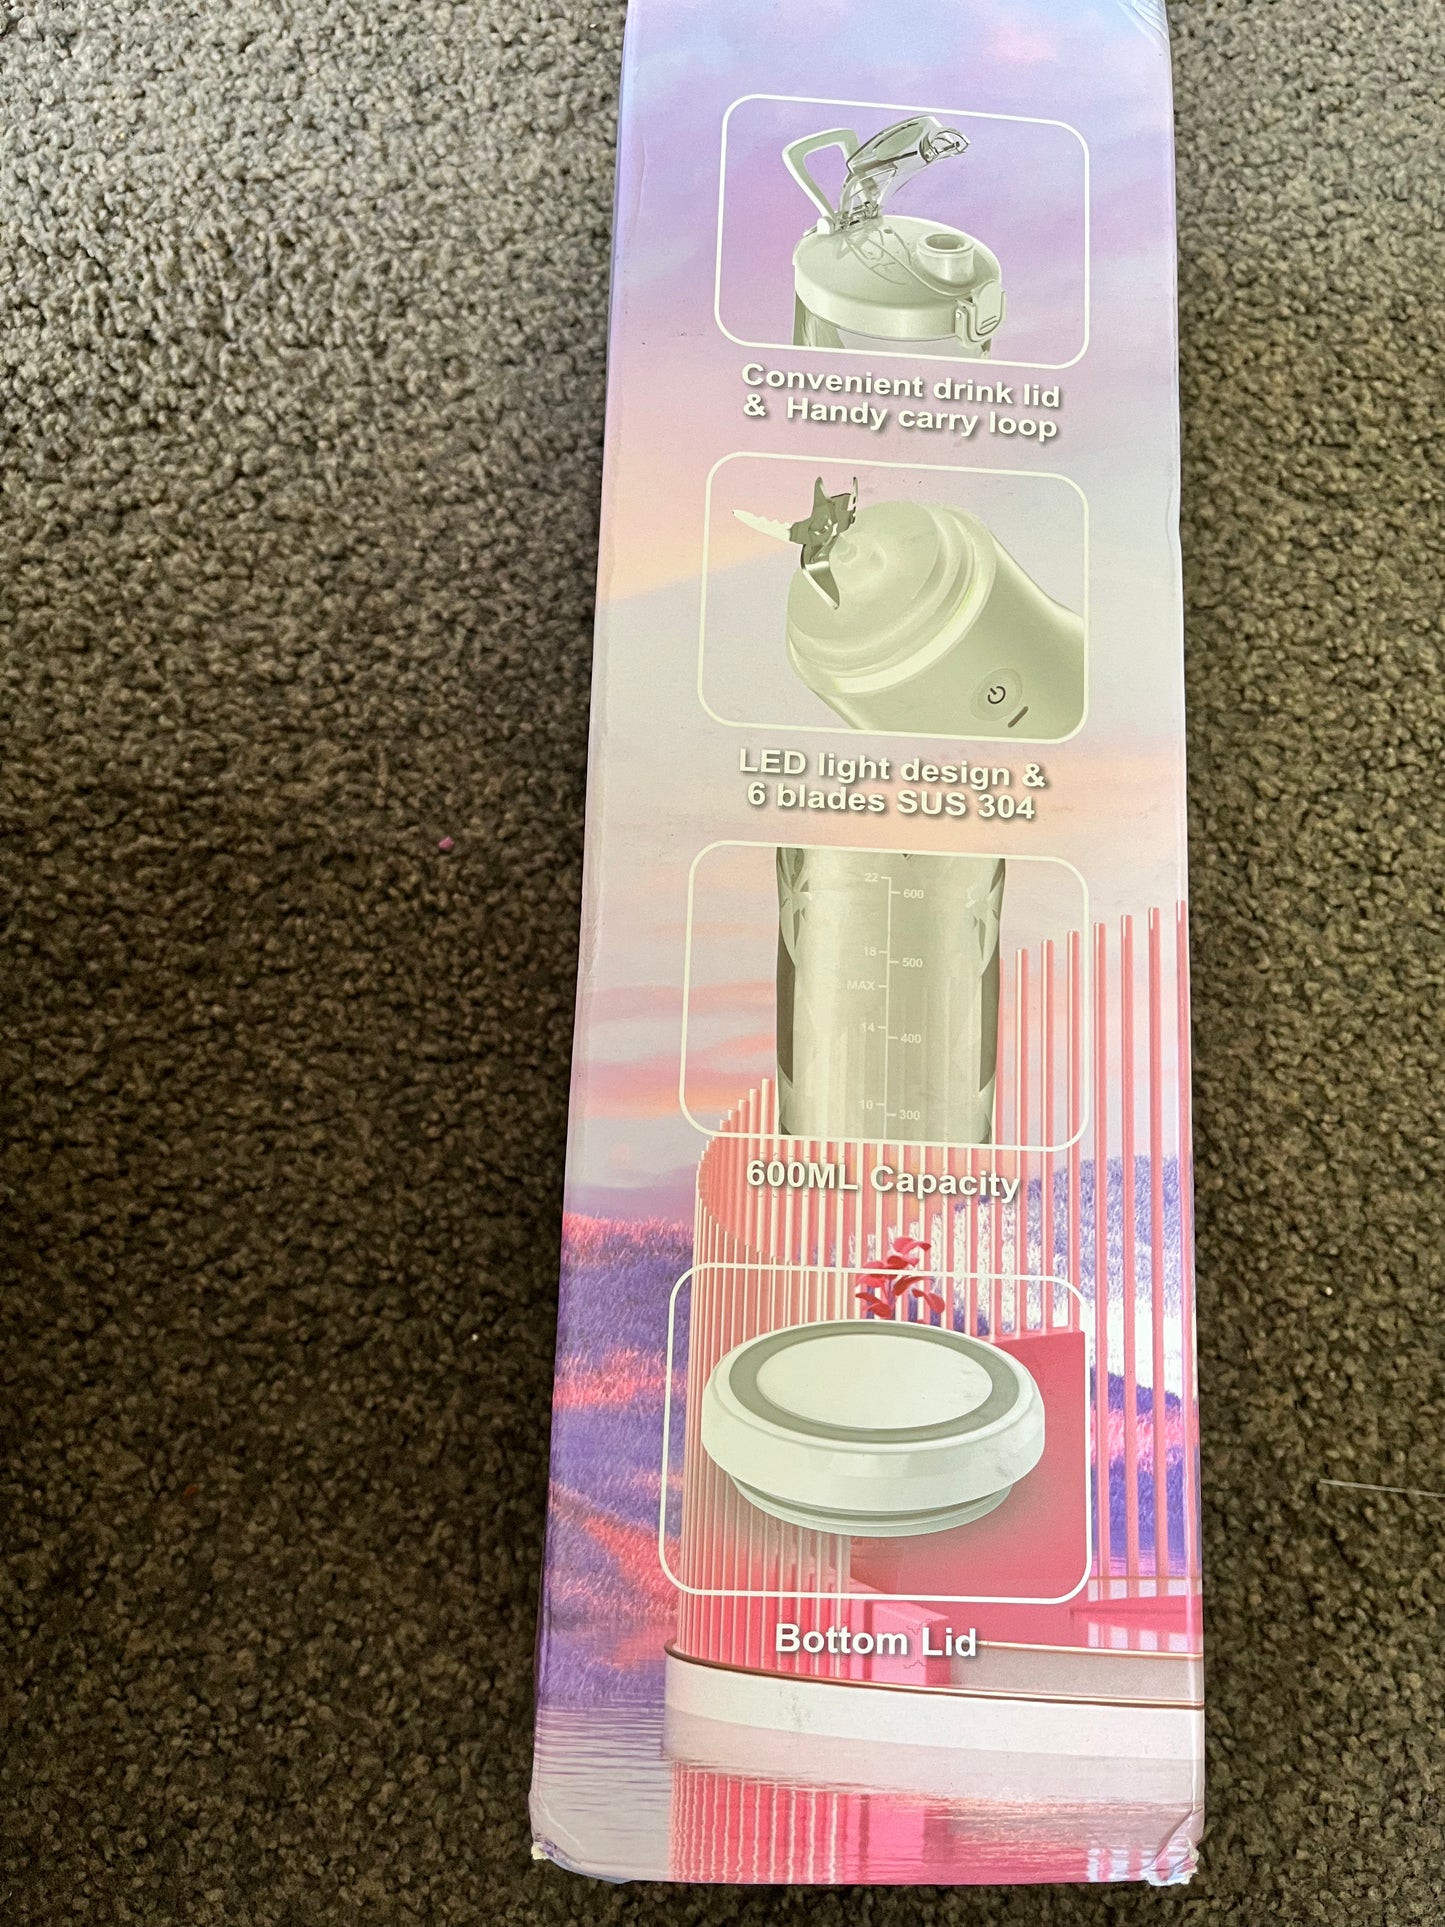 Convenient drink lid
& Handy carry loop
LED light design &
6 blades SUS 304
22
600
18
500
MAX
14
400
10
300
600ML Capacity
Bottom Lid